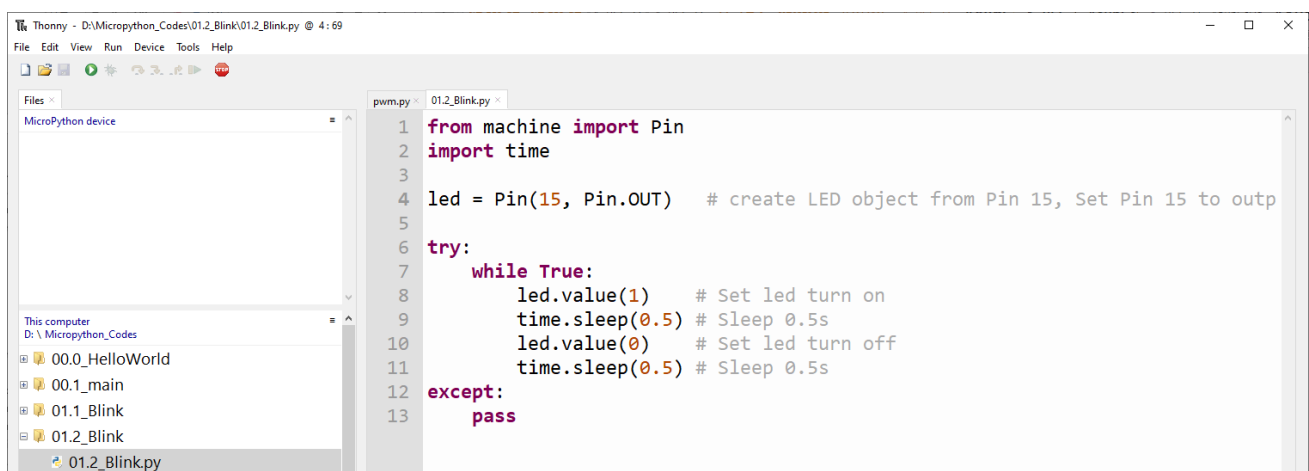 Thonny - D:\Micropython_Codes\01.2_Blink\01.2_Blink.py @ 4:69
File Edit View Run Device Tools Help
STOP
Files
MicroPython device
This computer
D: \ Micropython_Codes
00.0_HelloWorld
00.1_main
01.1_Blink
01.2_Blink
01.2_Blink.py
pwm.py 01.2_Blink.py
1 from machine import Pin
2 import time
3
4 led = Pin(15, Pin.OUT) # create LED object from Pin 15, Set Pin 15 to outp
5
6 try:
7 while True:
8 led.value(1) # Set led turn on
9 time.sleep(0.5) # Sleep 0.5s
10 led.value(0) # Set led turn off
11 time.sleep(0.5) # Sleep 0.5s
12 except:
13 pass